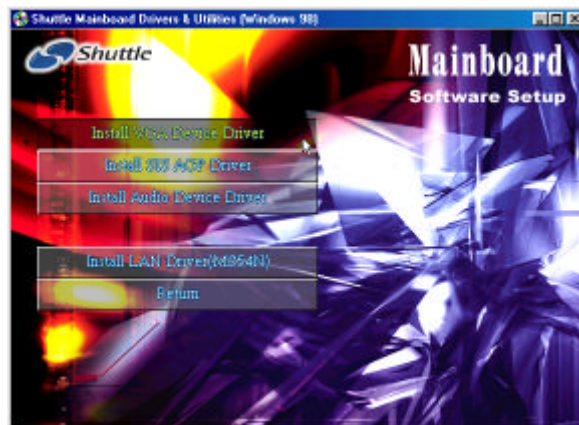 Shuttle Mainboard Drivers & Utilities (Windows 98)
Shuttle
Mainboard
Software Setup
Install VGA Device Driver
Install SIS AGP Driver
Install Audio Device Driver
Install LAN Driver(MS54N)
Return